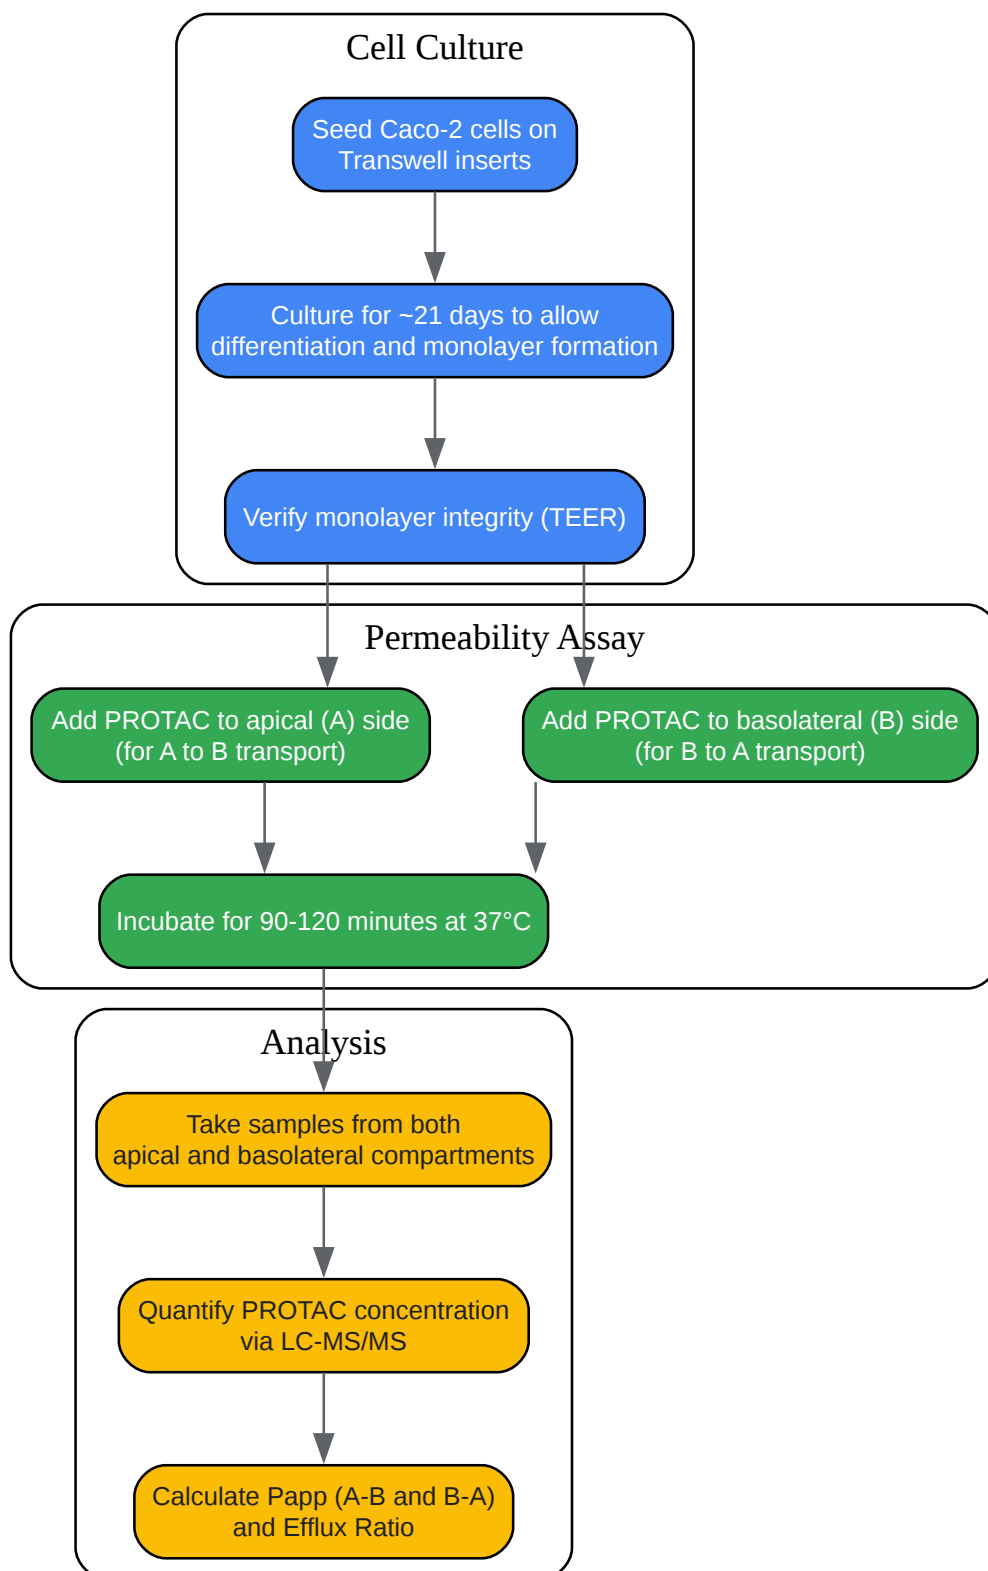 Cell Culture
Seed Caco-2 cells on
Transwell inserts
Culture for ~21 days to allow
differentiation and monolayer formation
Verify monolayer integrity (TEER)
Permeability Assay
Add PROTAC to apical (A) side
(for A to B transport)
Add PROTAC to basolateral (B) side
(for B to A transport)
Incubate for 90-120 minutes at 37°C
Analysis
Take samples from both
apical and basolateral compartments
Quantify PROTAC concentration
via LC-MS/MS
Calculate Papp (A-B and B-A)
and Efflux Ratio